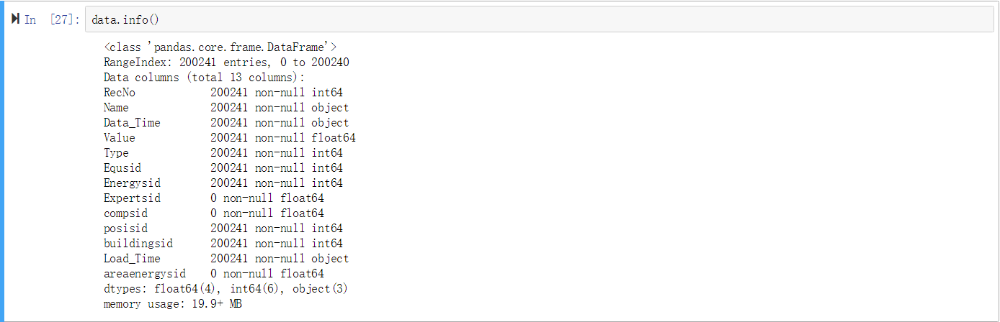 In [27]: data.info()
<class 'pandas.core.frame.DataFrame'>
RangeIndex: 200241 entries, 0 to 200240
Data columns (total 13 columns):
RecNo 200241 non-null int64
Name 200241 non-null object
Data_Time 200241 non-null object
Value 200241 non-null float64
Type 200241 non-null int64
Equsid 200241 non-null int64
Energysid 200241 non-null int64
Expertsid 0 non-null float64
compsid 0 non-null float64
posisid 200241 non-null int64
buildingsid 200241 non-null int64
Load_Time 200241 non-null object
areaenergysid 0 non-null float64
dtypes: float64(4), int64(6), object(3)
memory usage: 19.9+ MB